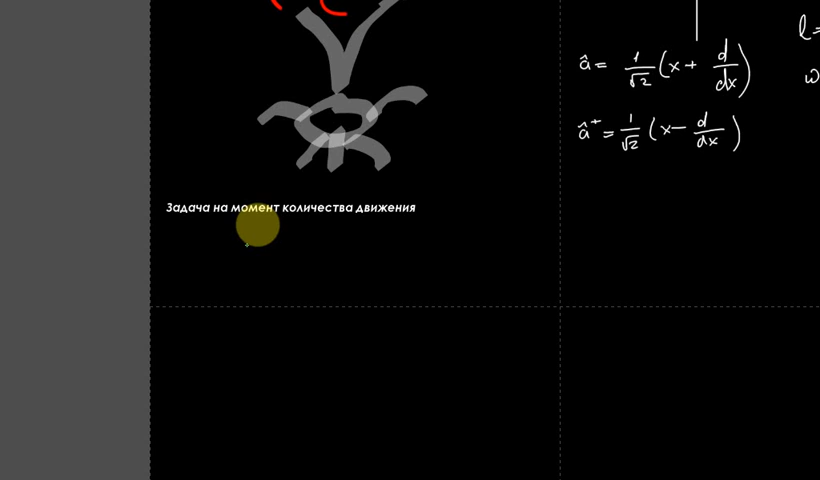 Задача на момент количества движения
â = 1/√2 (x + d/dx)
â⁺ = 1/√2 (x − d/dx)
l =
ω